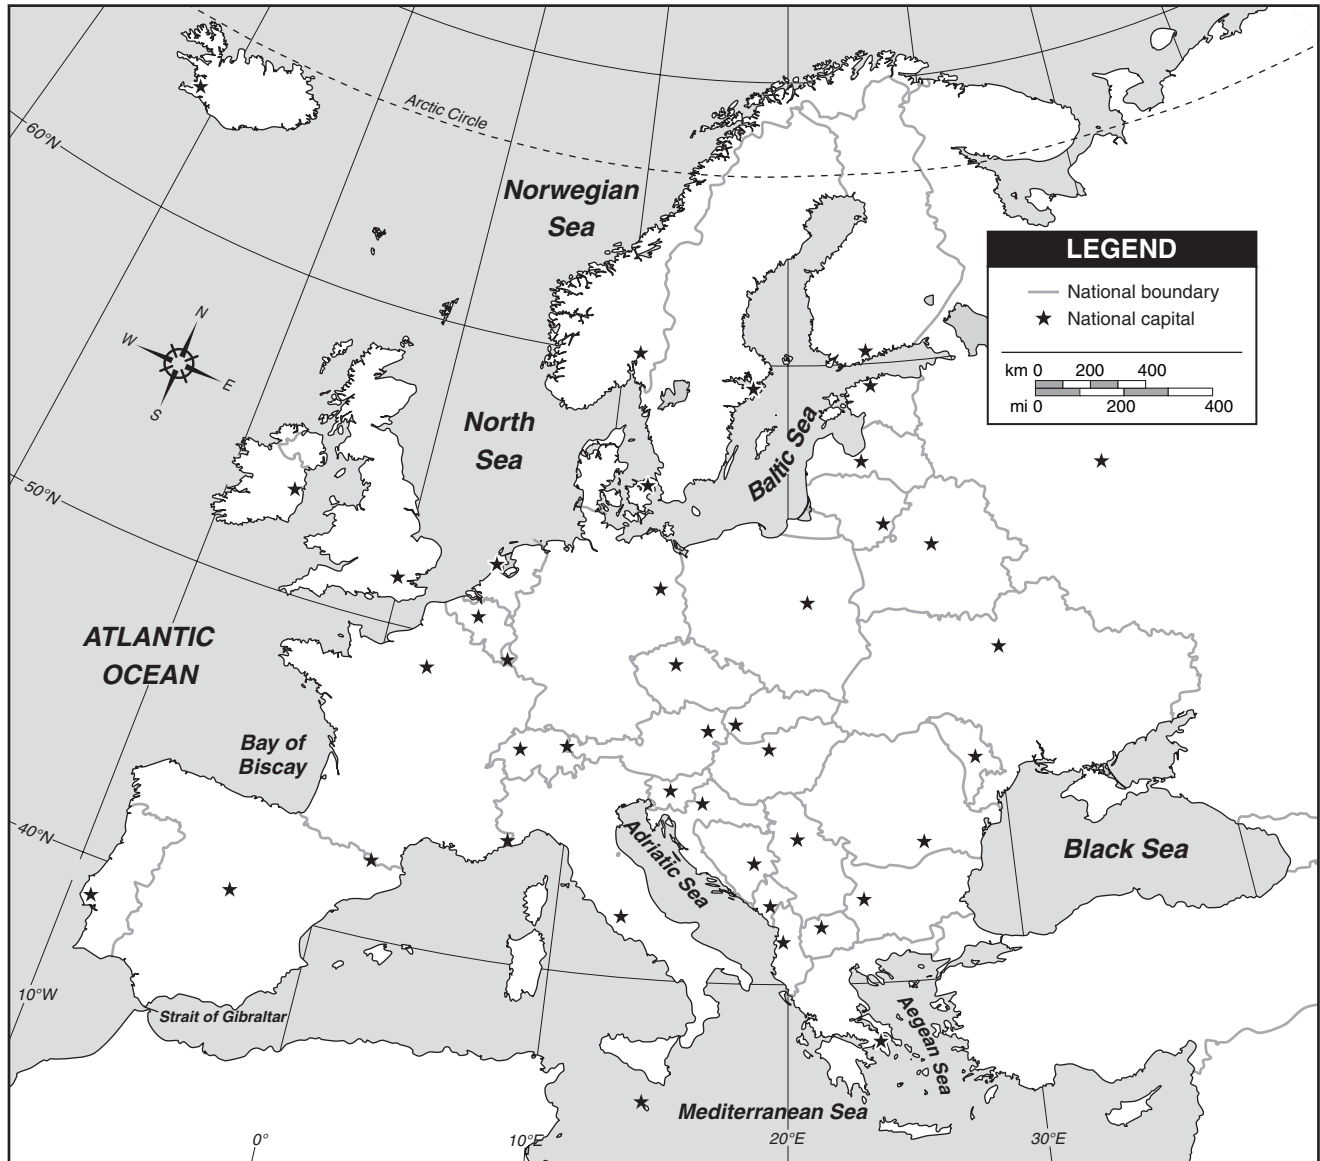 Arctic Circle
60°N
Norwegian
Sea
LEGEND
National boundary
National capital
km 0 200 400
mi 0 200 400
N
W
E
S
North
Sea
Baltic Sea
50°N
ATLANTIC
OCEAN
Bay of
Biscay
40°N
Adriatic Sea
Black Sea
10°W
Strait of Gibraltar
Aegean Sea
Mediterranean Sea
0°
10°E
20°E
30°E